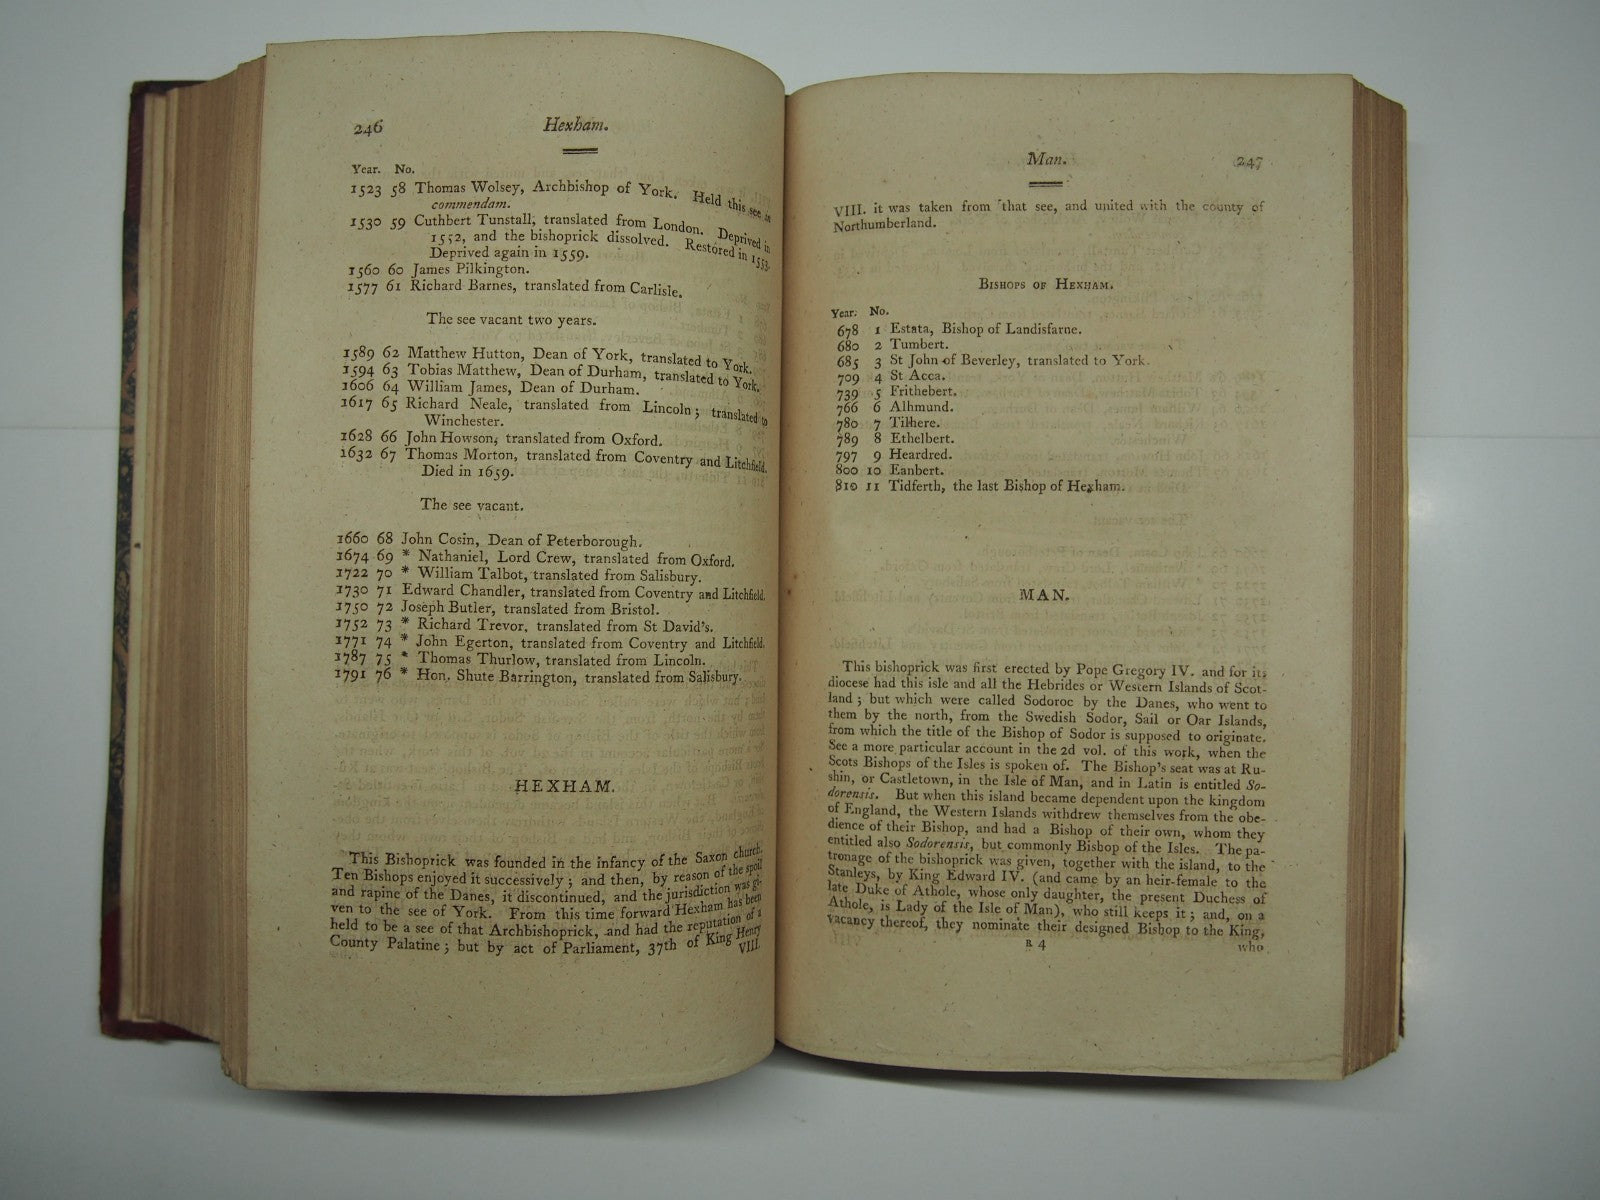 246 Hexham.
Year. No.
1523 58 Thomas Wolsey, Archbishop of York. Held this see in
commendam.
1530 59 Cuthbert Tunstall, translated from London. Deprived in
1552, and the bishoprick dissolved. Restored in 1553.
Deprived again in 1559.
1560 60 James Pilkington.
1577 61 Richard Barnes, translated from Carlisle.
The see vacant two years.
1589 62 Matthew Hutton, Dean of York, translated to York.
1594 63 Tobias Matthew, Dean of Durham, translated to York.
1606 64 William James, Dean of Durham.
1617 65 Richard Neale, translated from Lincoln; translated to
Winchester.
1628 66 John Howson, translated from Oxford.
1632 67 Thomas Morton, translated from Coventry and Litchfield.
Died in 1659.
The see vacant.
1660 68 John Cosin, Dean of Peterborough.
1674 69 * Nathaniel, Lord Crew, translated from Oxford.
1722 70 * William Talbot, translated from Salisbury.
1730 71 Edward Chandler, translated from Coventry and Litchfield.
1750 72 Joseph Butler, translated from Bristol.
1752 73 * Richard Trevor, translated from St David's.
1771 74 * John Egerton, translated from Coventry and Litchfield.
1787 75 * Thomas Thurlow, translated from Lincoln.
1791 76 * Hon. Shute Barrington, translated from Salisbury.
HEXHAM.
This Bishoprick was founded in the infancy of the Saxon church.
Ten Bishops enjoyed it successively; and then, by reason of the spoil
and rapine of the Danes, it discontinued, and the jurisdiction was gi-
ven to the see of York. From this time forward Hexham has been
held to be a see of that Archbishoprick, and had the reputation of a
County Palatine; but by act of Parliament, 37th of King Henry
VIII.
Man. 247
VIII. it was taken from that see, and united with the county of
Northumberland.
BISHOPS OF HEXHAM.
Year. No.
678 1 Estata, Bishop of Landisfarne.
680 2 Tumbert.
685 3 St John of Beverley, translated to York.
709 4 St Acca.
739 5 Frithebert.
766 6 Alhmund.
780 7 Tilhere.
789 8 Ethelbert.
797 9 Heardred.
800 10 Eanbert.
810 11 Tidferth, the last Bishop of Hexham.
MAN.
This bishoprick was first erected by Pope Gregory IV. and for its
diocese had this isle and all the Hebrides or Western Islands of Scot-
land; but which were called Sodoroc by the Danes, who went to
them by the north, from the Swedish Sodor, Sail or Oar Islands,
from which the title of the Bishop of Sodor is supposed to originate.
See a more particular account in the 2d vol. of this work, when the
Scots Bishops of the Isles is spoken of. The Bishop's seat was at Ru-
shin, or Castletown, in the Isle of Man, and in Latin is entitled So-
dorensis. But when this island became dependent upon the kingdom
of England, the Western Islands withdrew themselves from the obe-
dience of their Bishop, and had a Bishop of their own, whom they
entitled also Sodorensis, but commonly Bishop of the Isles. The pa-
tronage of the bishoprick was given, together with the island, to the
Stanleys, by King Edward IV. (and came by an heir-female to the
late Duke of Athole, whose only daughter, the present Duchess of
Athole, is Lady of the Isle of Man), who still keeps it; and, on a
vacancy thereof, they nominate their designed Bishop to the King,
R 4 who